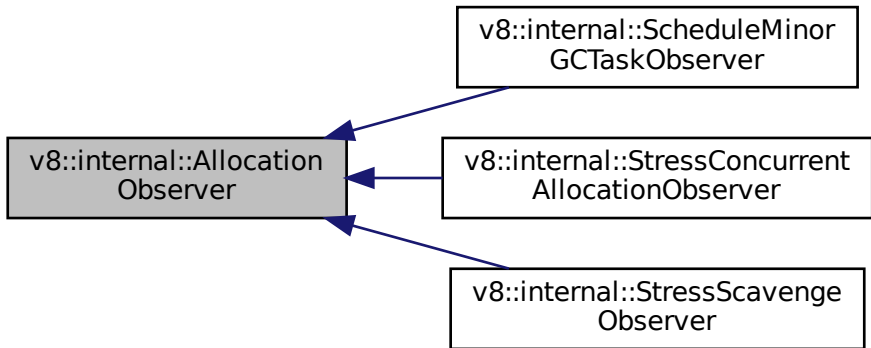 v8::internal::ScheduleMinor
GCTaskObserver
v8::internal::Allocation
Observer
v8::internal::StressConcurrent
AllocationObserver
v8::internal::StressScavenge
Observer